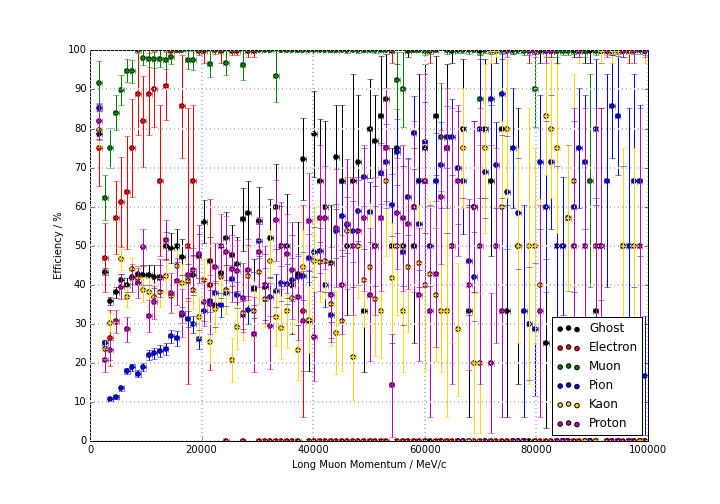 100
90
80
70
60
50
40
30
20
10
0
Efficiency / %
0 20000 40000 60000 80000 100000
Long Muon Momentum / MeV/c
Ghost
Electron
Muon
Pion
Kaon
Proton